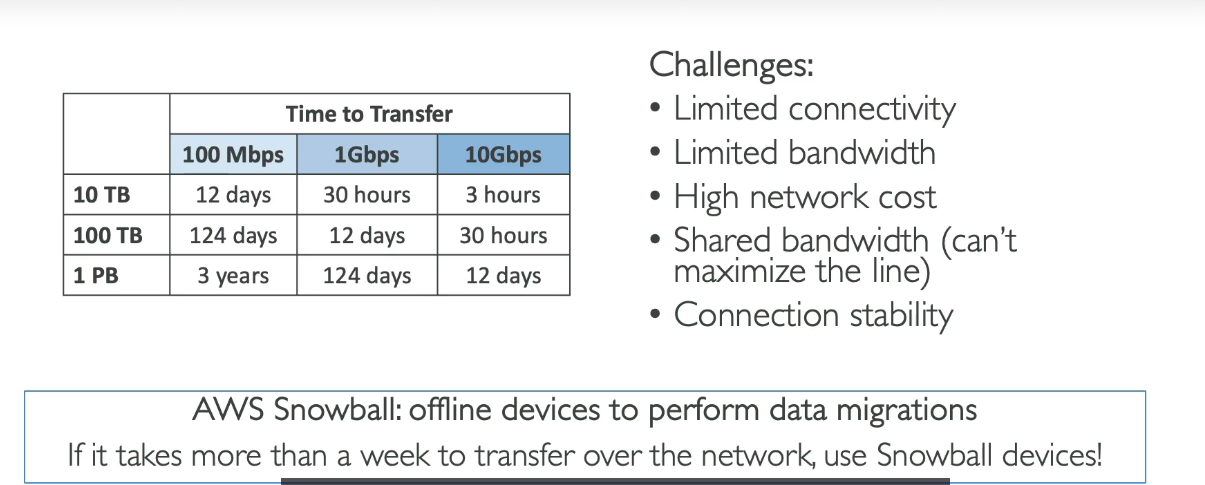 Time to Transfer
100 Mbps 1Gbps 10Gbps
10 TB 12 days 30 hours 3 hours
100 TB 124 days 12 days 30 hours
1 PB 3 years 124 days 12 days
Challenges:
• Limited connectivity
• Limited bandwidth
• High network cost
• Shared bandwidth (can’t
maximize the line)
• Connection stability
AWS Snowball: offline devices to perform data migrations
If it takes more than a week to transfer over the network, use Snowball devices!